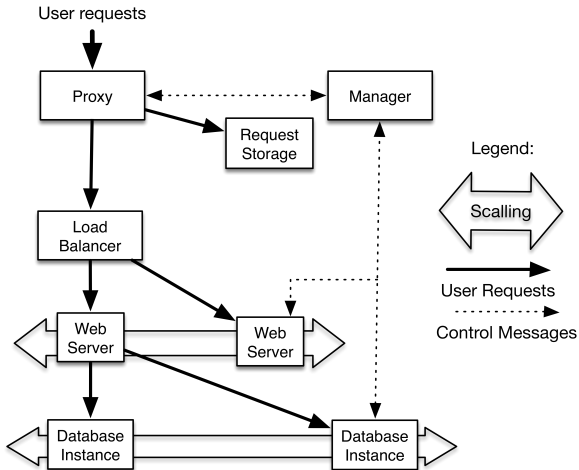 User requests
Proxy
Manager
Request
Storage
Legend:
Scalling
Load
Balancer
User Requests
Control Messages
Web
Server
Web
Server
Database
Instance
Database
Instance